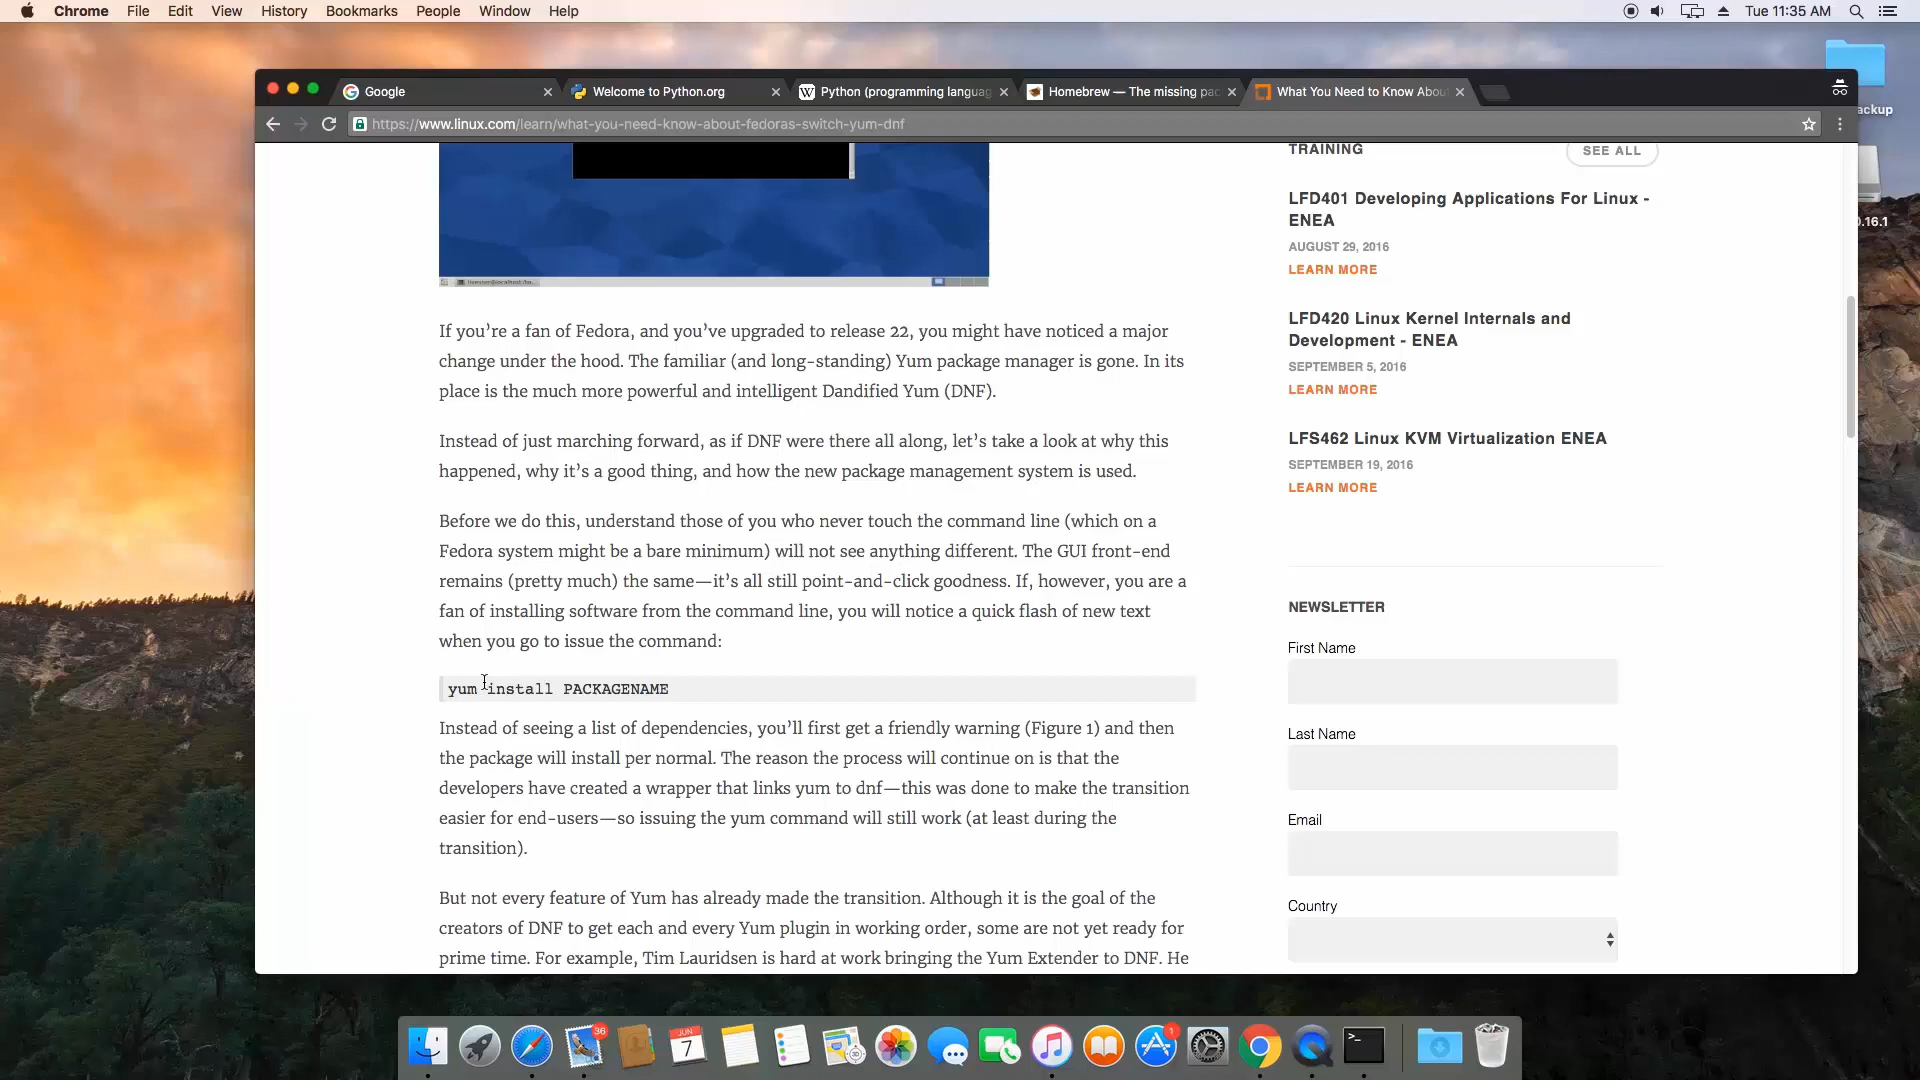 Chrome File Edit View History Bookmarks People Window Help
Tue 11:35 AM
Google
Welcome to Python.org
Python (programming languag
Homebrew — The missing pac
What You Need to Know Abou
https://www.linux.com/learn/what-you-need-know-about-fedoras-switch-yum-dnf
ackup
0.16.1
If you're a fan of Fedora, and you've upgraded to release 22, you might have noticed a major
change under the hood. The familiar (and long-standing) Yum package manager is gone. In its
place is the much more powerful and intelligent Dandified Yum (DNF).
Instead of just marching forward, as if DNF were there all along, let's take a look at why this
happened, why it's a good thing, and how the new package management system is used.
Before we do this, understand those of you who never touch the command line (which on a
Fedora system might be a bare minimum) will not see anything different. The GUI front-end
remains (pretty much) the same—it's all still point-and-click goodness. If, however, you are a
fan of installing software from the command line, you will notice a quick flash of new text
when you go to issue the command:
yum install PACKAGENAME
Instead of seeing a list of dependencies, you'll first get a friendly warning (Figure 1) and then
the package will install per normal. The reason the process will continue on is that the
developers have created a wrapper that links yum to dnf—this was done to make the transition
easier for end-users—so issuing the yum command will still work (at least during the
transition).
But not every feature of Yum has already made the transition. Although it is the goal of the
creators of DNF to get each and every Yum plugin in working order, some are not yet ready for
prime time. For example, Tim Lauridsen is hard at work bringing the Yum Extender to DNF. He
TRAINING
SEE ALL
LFD401 Developing Applications For Linux -
ENEA
AUGUST 29, 2016
LEARN MORE
LFD420 Linux Kernel Internals and
Development - ENEA
SEPTEMBER 5, 2016
LEARN MORE
LFS462 Linux KVM Virtualization ENEA
SEPTEMBER 19, 2016
LEARN MORE
NEWSLETTER
First Name
Last Name
Email
Country
36
JUN
7
1